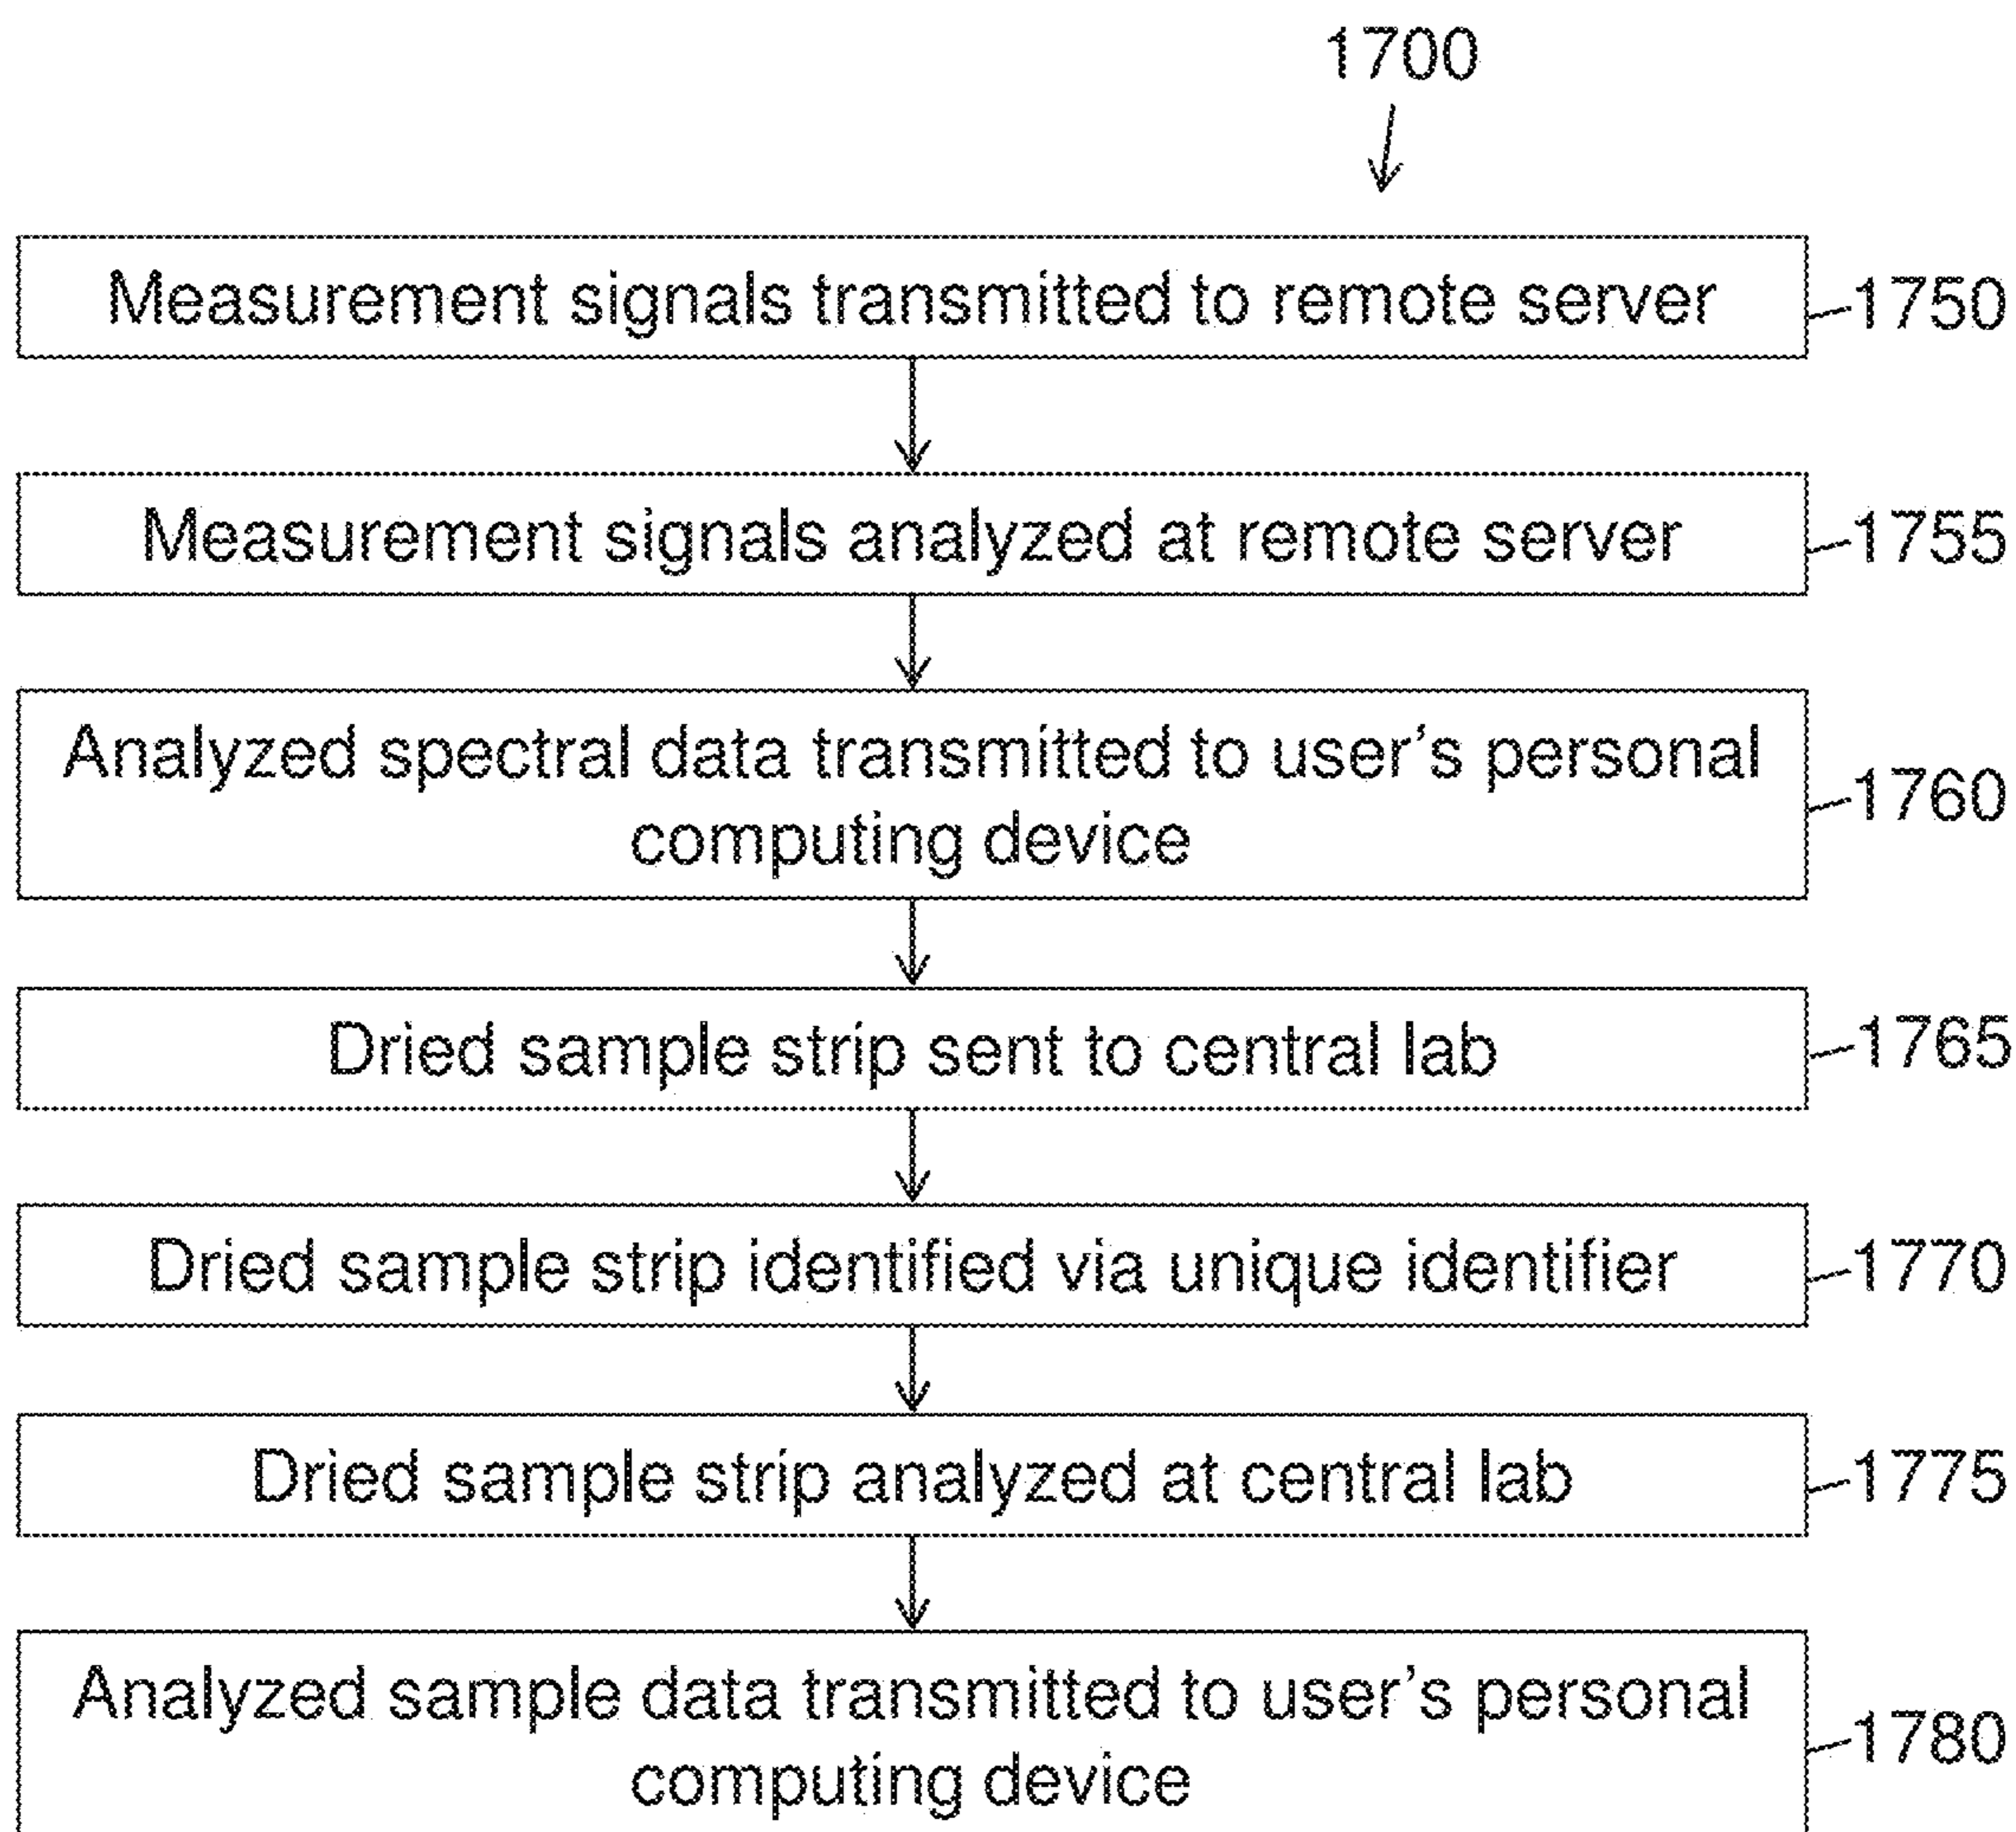 1700
Measurement signals transmitted to remote server
1750
Measurement signals analyzed at remote server
1755
Analyzed spectral data transmitted to user's personal
computing device
1760
Dried sample strip sent to central lab
1765
Dried sample strip identified via unique identifier
1770
Dried sample strip analyzed at central lab
1775
Analyzed sample data transmitted to user's personal
computing device
1780